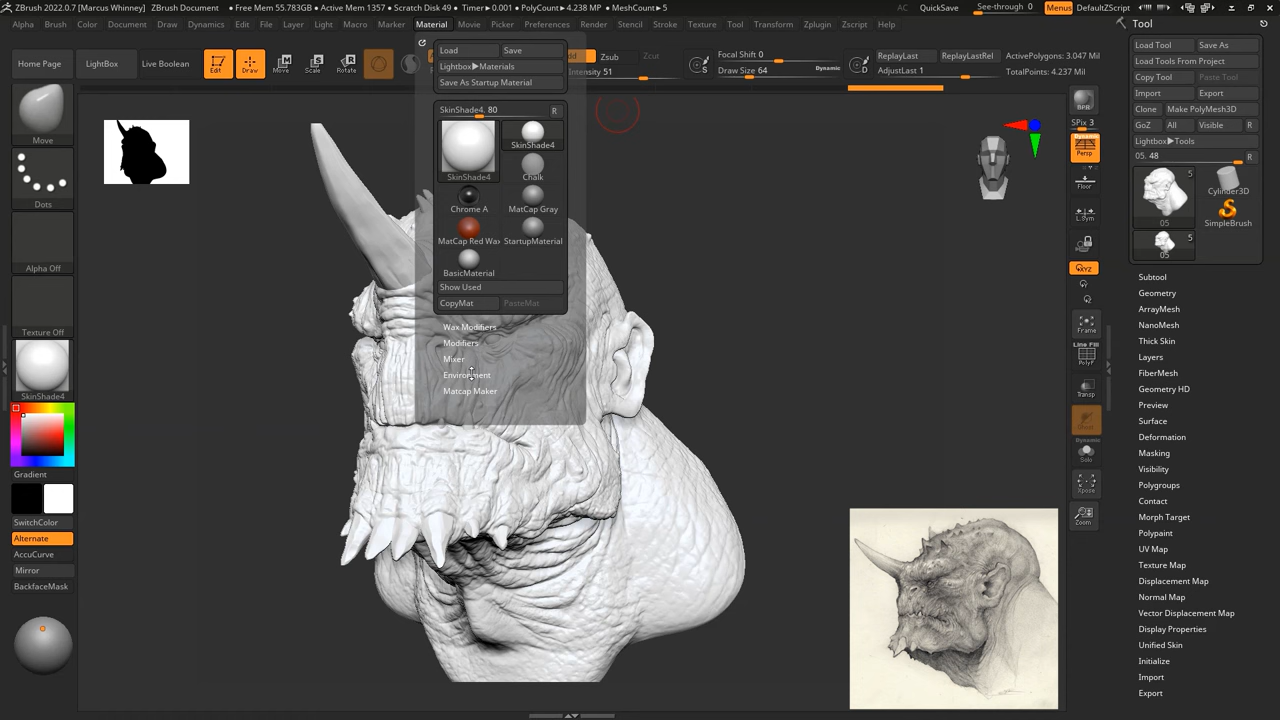 ZBrush 2022.0.7 [Marcus Whinney] ZBrush Document • Free Mem 55.783GB • Active Mem 1357 • Scratch Disk 49 • Timer▶0.001 • PolyCount▶4.238 MP • MeshCount▶5 AC QuickSave See-through 0 Menus DefaultZScript
Alpha Brush Color Document Draw Dynamics Edit File Layer Light Macro Marker Material Movie Picker Preferences Render Stencil Stroke Texture Tool Transform Zplugin Zscript Help
Home Page LightBox Live Boolean Edit Draw Move Scale Rotate
Zsub Zcut
Intensity 51
Focal Shift 0
Draw Size 64 Dynamic
S
D
ReplayLast ReplayLastRel
AdjustLast 1
ActivePoints: 3.047 Mil
TotalPoints: 4.237 Mil
Move
Dots
Alpha Off
Texture Off
SkinShade4
Gradient
SwitchColor
Alternate
AccuCurve
Mirror
BackfaceMask
Load Save
Lightbox▶Materials
Save As Startup Material
SkinShade4. 80 R
SkinShade4 SkinShade4
Chalk
Chrome A MatCap Gray
MatCap Red Wax StartupMaterial
BasicMaterial
Show Used
CopyMat PasteMat
Wax Modifiers
Modifiers
Mixer
Environment
Matcap Maker
BPR
SPix 3
Dynamic
Persp
Floor
L.Sym
XYZ
Frame
Line Fill
PolyF
Transp
Ghost
Dynamic
Solo
Xpose
Zoom
Tool
Load Tool Save As
Load Tools From Project
Copy Tool Paste Tool
Import Export
Clone Make PolyMesh3D
GoZ All Visible R
Lightbox▶Tools
05. 48 R
5
05
Cylinder3D
SimpleBrush
5
05
Subtool
Geometry
ArrayMesh
NanoMesh
Thick Skin
Layers
FiberMesh
Geometry HD
Preview
Surface
Deformation
Masking
Visibility
Polygroups
Contact
Morph Target
Polypaint
UV Map
Texture Map
Displacement Map
Normal Map
Vector Displacement Map
Display Properties
Unified Skin
Initialize
Import
Export